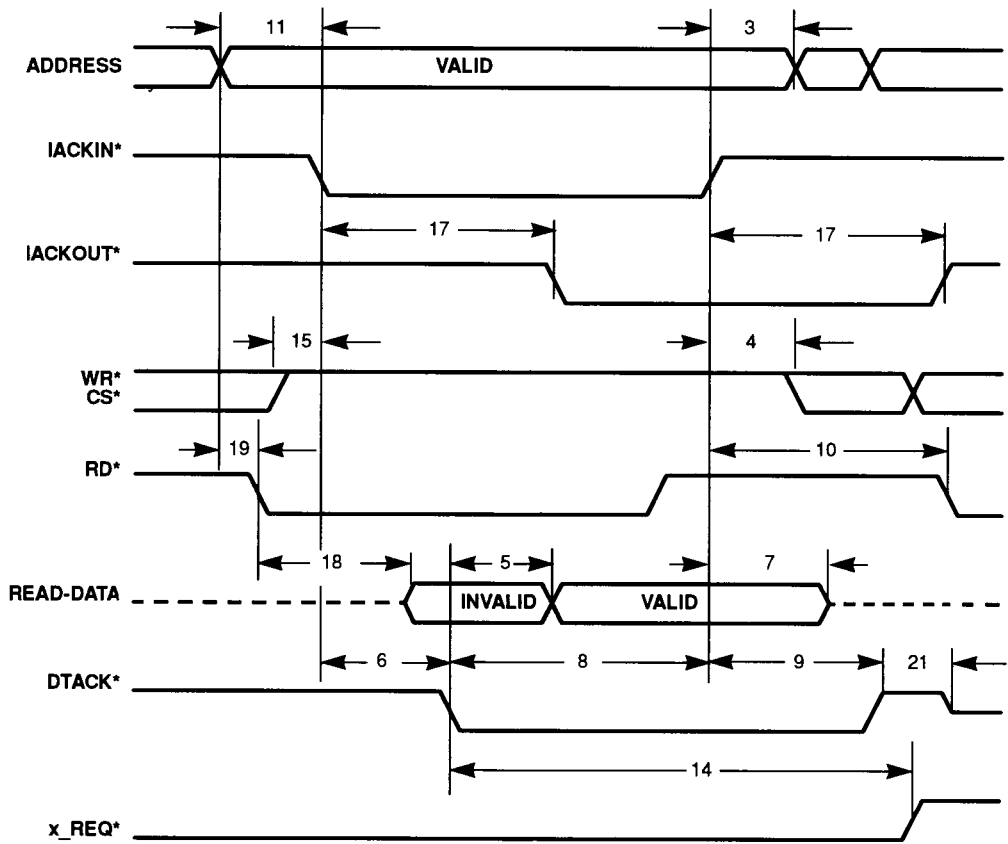 11 3
ADDRESS VALID
IACKIN*
17 17
IACKOUT*
15 4
WR*
CS*
19 10
RD*
18 5 7
READ-DATA INVALID VALID
6 8 9 21
DTACK*
14
x_REQ*